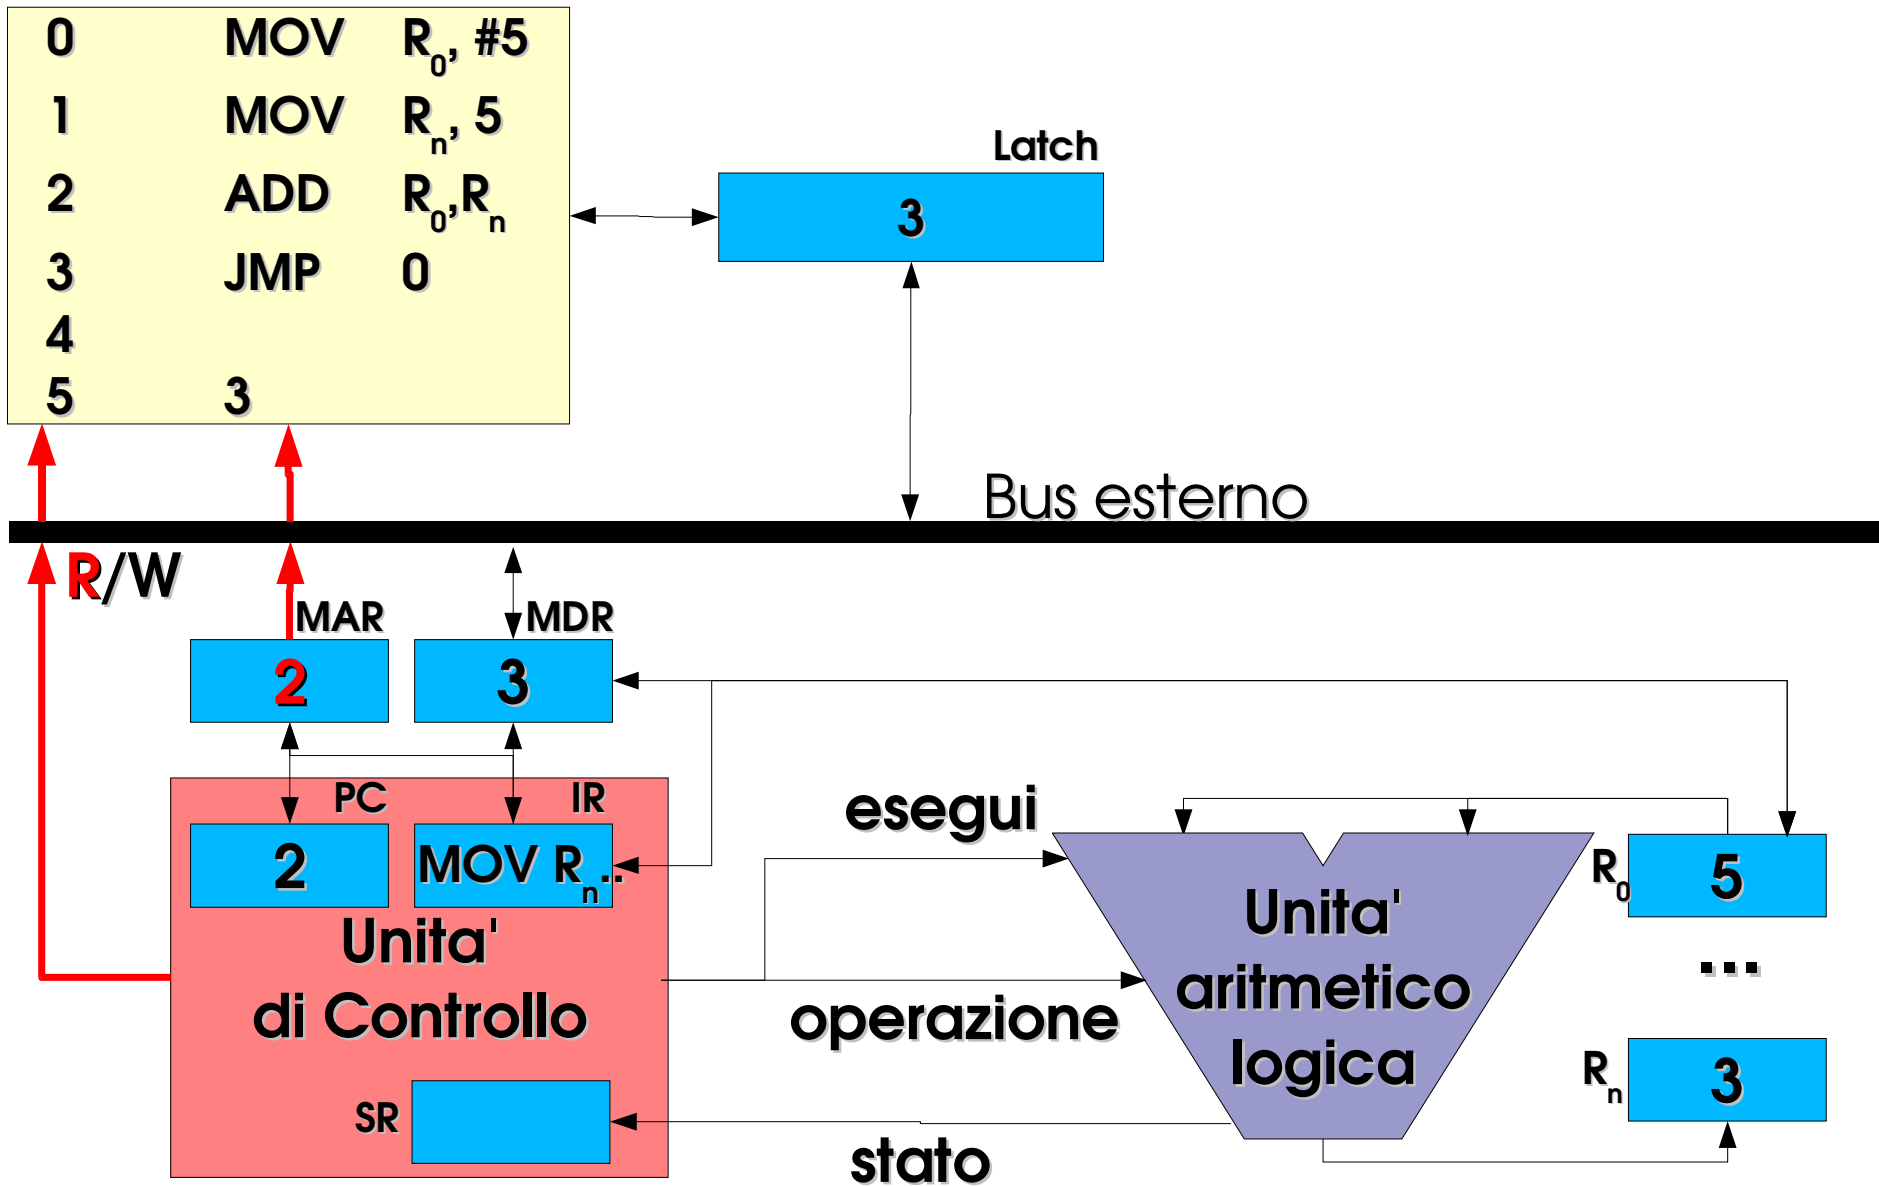 0 MOV R0, #5
1 MOV Rn, 5
2 ADD R0,Rn
3 JMP 0
4
5 3
Latch
3
Bus esterno
R/W
MAR
2
MDR
3
PC
2
IR
MOV Rn..
Unita'
di Controllo
SR
esegui
operazione
stato
Unita'
aritmetico
logica
R0
5
...
Rn
3